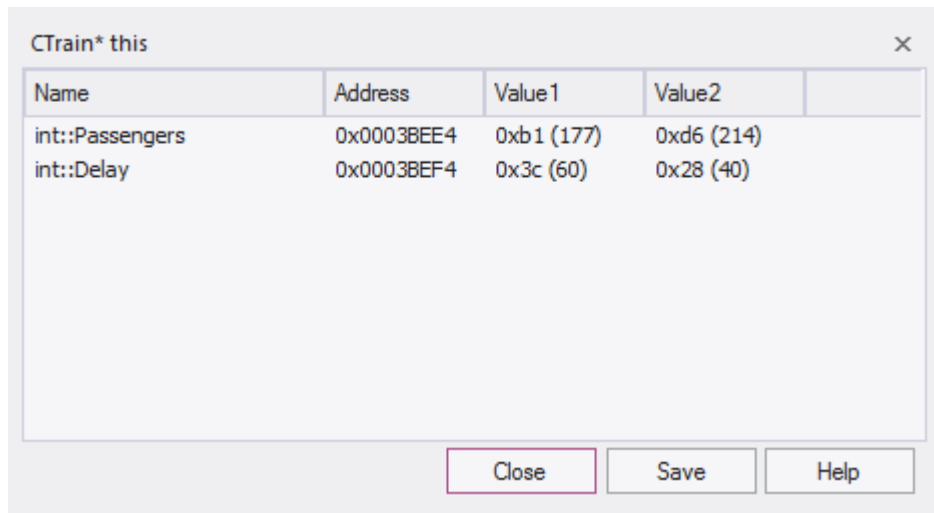 CTrain* this
Name Address Value1 Value2
int::Passengers 0x0003BEE4 0xb1 (177) 0xd6 (214)
int::Delay 0x0003BEF4 0x3c (60) 0x28 (40)
Close Save Help